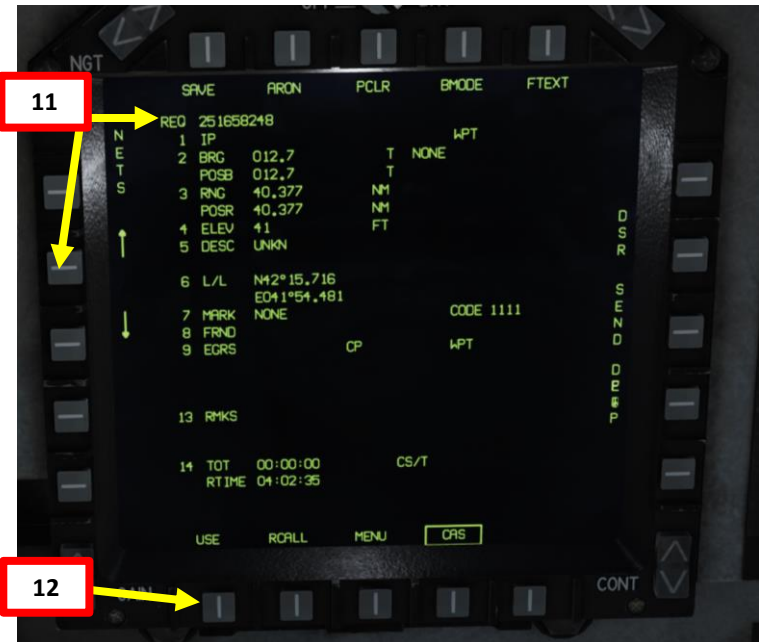 NGT
SAVE ARON PCLR BMODE FTEXT
11
REQ 251658248
NETS
1 IP WPT
2 BRG 012.7 T NONE
POSB 012.7 T
3 RNG 40.377 NM
POSR 40.377 NM
4 ELEV 41 FT
5 DESC UNKN
DSR
6 L/L N42°15.716
E041°54.481
SEND
7 MARK NONE CODE 1111
8 FRND
9 EGRS CP WPT
13 RMKS
14 TOT 00:00:00 CS/T
RTIME 04:02:35
USE RCALL MENU CAS
12
CONT